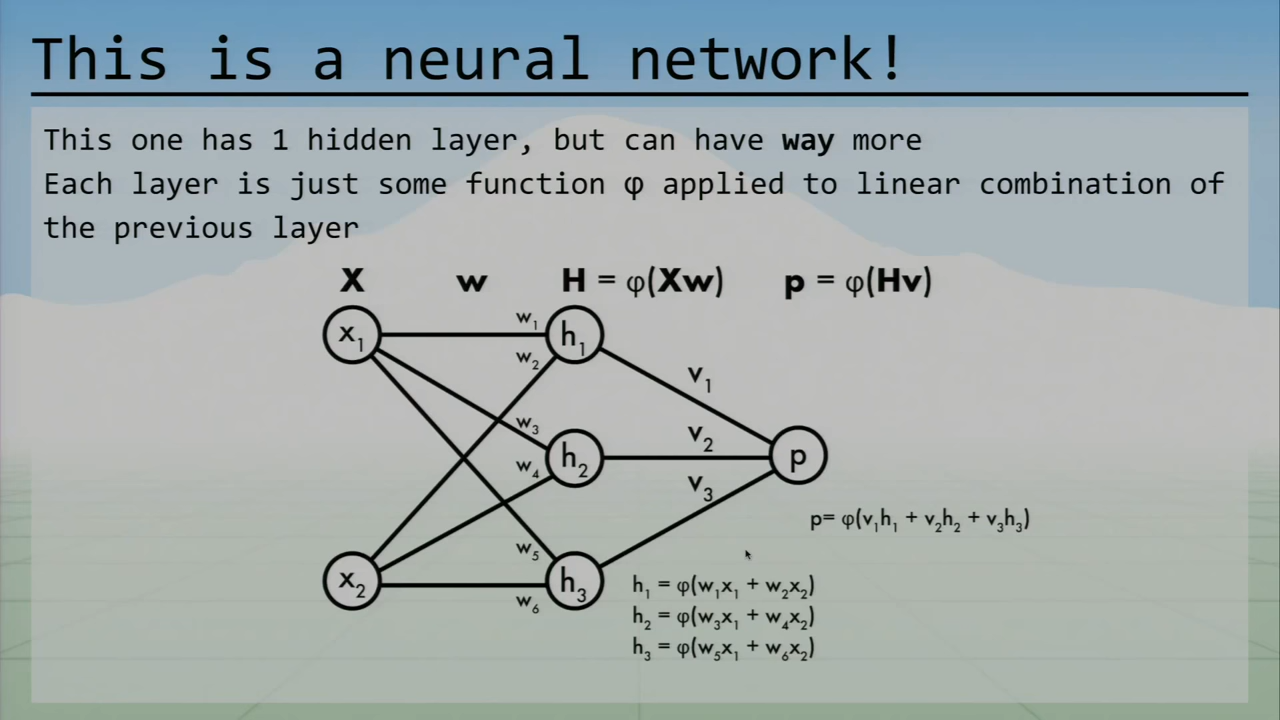 This is a neural network!
This one has 1 hidden layer, but can have way more
Each layer is just some function φ applied to linear combination of
the previous layer
X w H = φ(Xw) p = φ(Hv)
x₁ w₁ h₁
w₂
v₁
w₃
v₂
w₄ h₂ p
v₃
p= φ(v₁h₁ + v₂h₂ + v₃h₃)
w₅
x₂ h₃ h₁ = φ(w₁x₁ + w₂x₂)
w₆
h₂ = φ(w₃x₁ + w₄x₂)
h₃ = φ(w₅x₁ + w₆x₂)